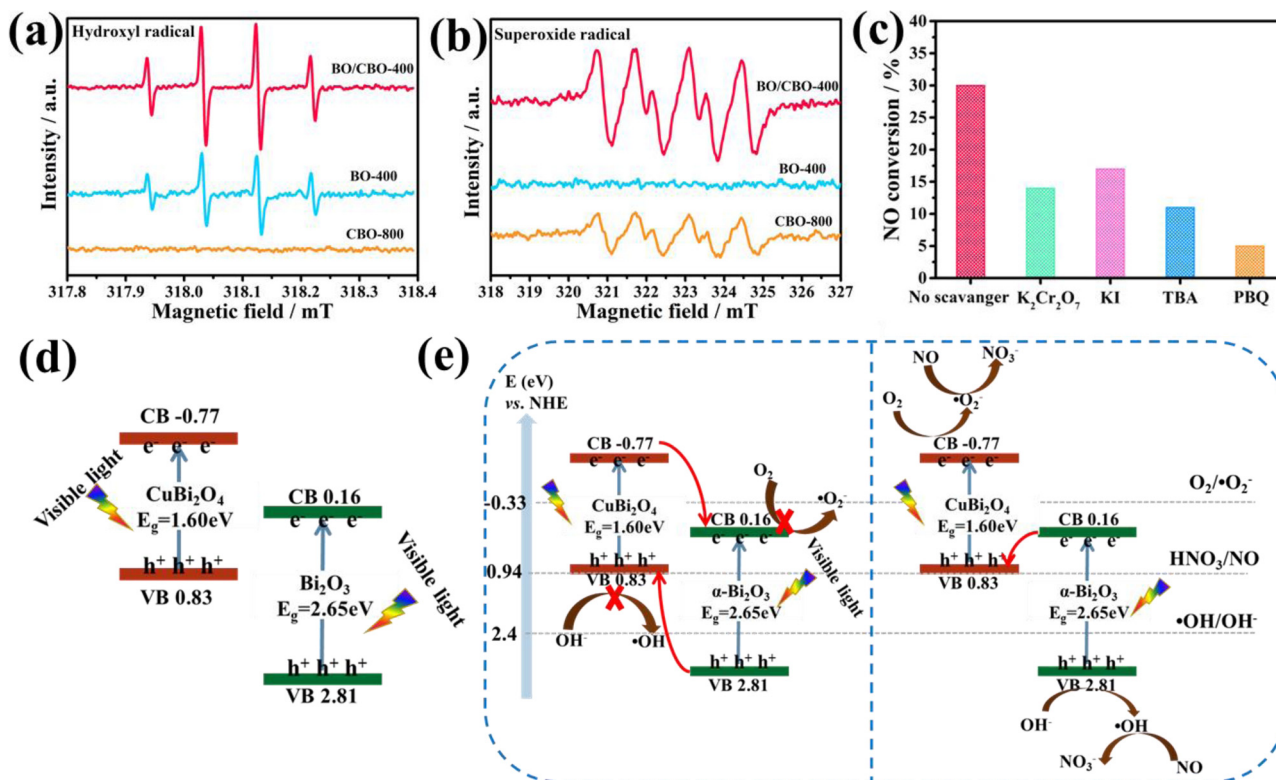 (a)
Hydroxyl radical
BO/CBO-400
BO-400
CBO-800
Intensity / a.u.
317.8 317.9 318.0 318.1 318.2 318.3 318.4
Magnetic field / mT
(b)
Superoxide radical
BO/CBO-400
BO-400
CBO-800
Intensity / a.u.
318 319 320 321 322 323 324 325 326 327
Magnetic field / mT
(c)
NO conversion / %
40
35
30
25
20
15
10
5
0
No scavanger K₂Cr₂O₇ KI TBA PBQ
(d)
CB -0.77
e⁻ e⁻ e⁻
Visible light
CuBi₂O₄
E_g=1.60eV
h⁺ h⁺ h⁺
VB 0.83
CB 0.16
e⁻ e⁻ e⁻
Visible light
Bi₂O₃
E_g=2.65eV
h⁺ h⁺ h⁺
VB 2.81
(e)
E (eV)
vs. NHE
-0.33
0.94
2.4
CB -0.77
e⁻ e⁻ e⁻
CuBi₂O₄
E_g=1.60eV
h⁺ h⁺ h⁺
VB 0.83
OH⁻
•OH
O₂
•O₂⁻
CB 0.16
e⁻ e⁻ e⁻
Visible light
α-Bi₂O₃
E_g=2.65eV
h⁺ h⁺ h⁺
VB 2.81
NO
NO₃⁻
O₂
•O₂⁻
CB -0.77
e⁻ e⁻ e⁻
CuBi₂O₄
E_g=1.60eV
h⁺ h⁺ h⁺
VB 0.83
CB 0.16
e⁻ e⁻ e⁻
α-Bi₂O₃
E_g=2.65eV
h⁺ h⁺ h⁺
VB 2.81
OH⁻
•OH
NO₃⁻
NO
O₂/•O₂⁻
HNO₃/NO
•OH/OH⁻